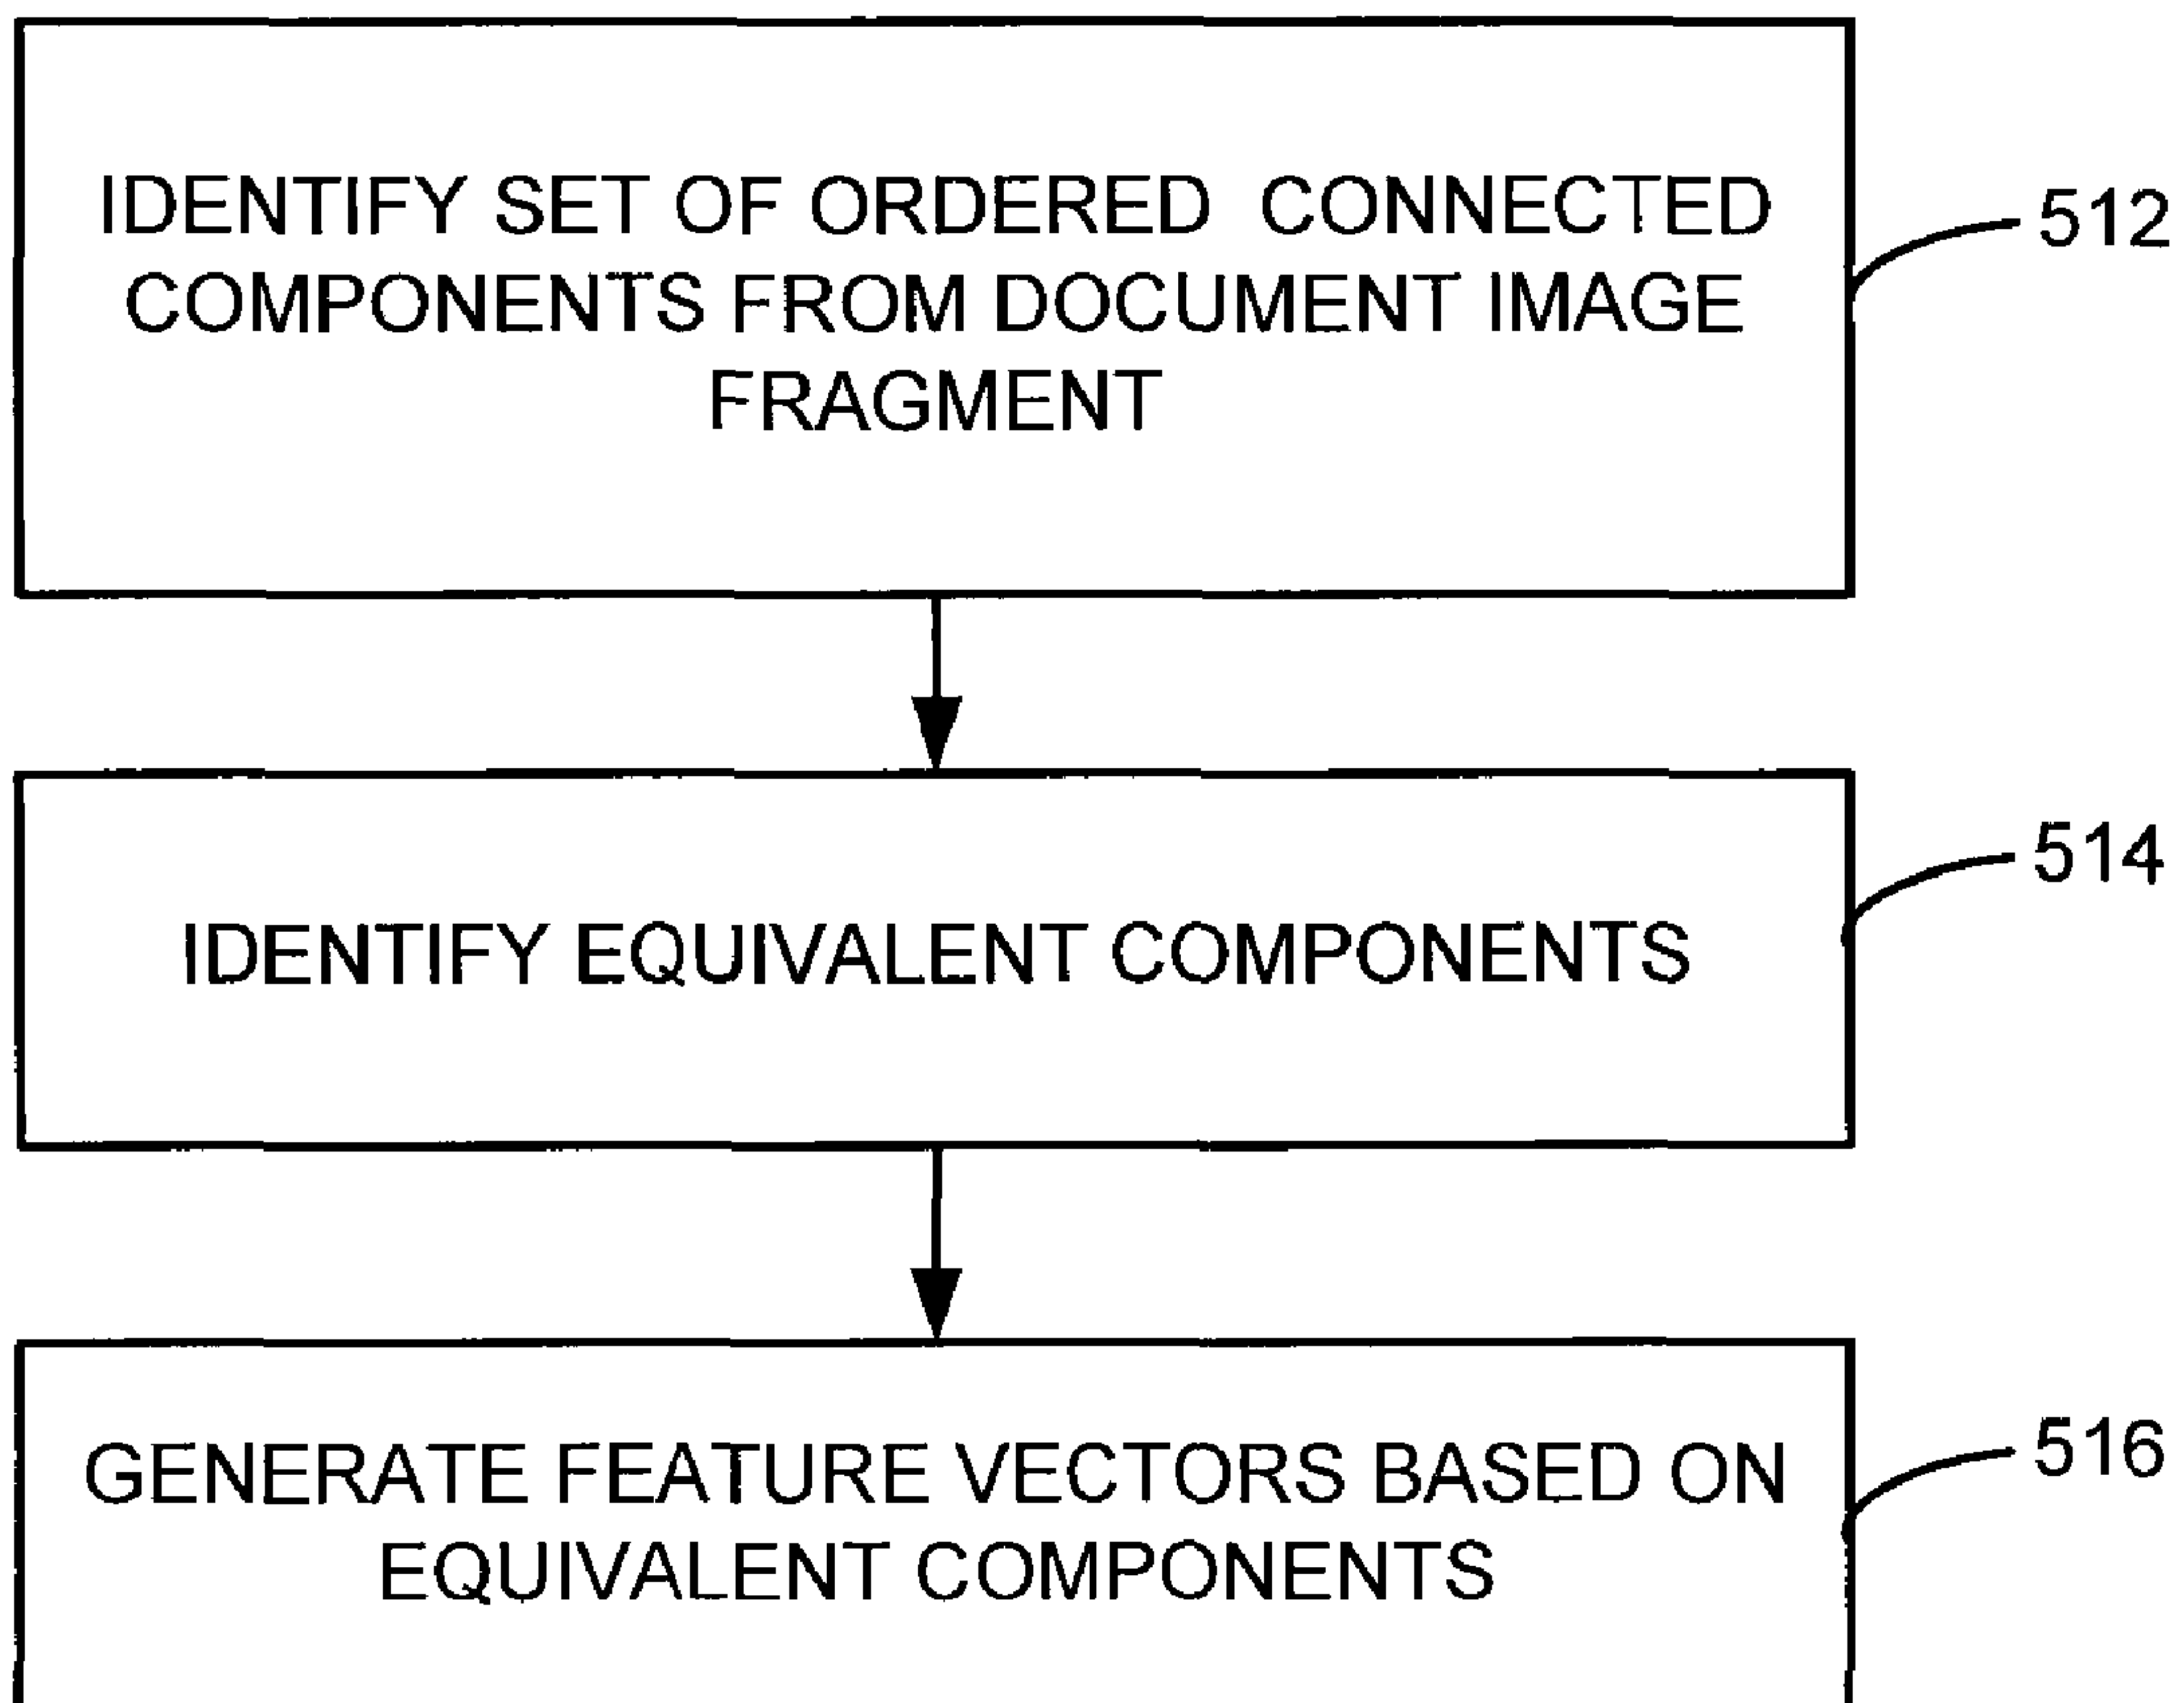 IDENTIFY SET OF ORDERED CONNECTED
COMPONENTS FROM DOCUMENT IMAGE
FRAGMENT
512
IDENTIFY EQUIVALENT COMPONENTS
514
GENERATE FEATURE VECTORS BASED ON
EQUIVALENT COMPONENTS
516